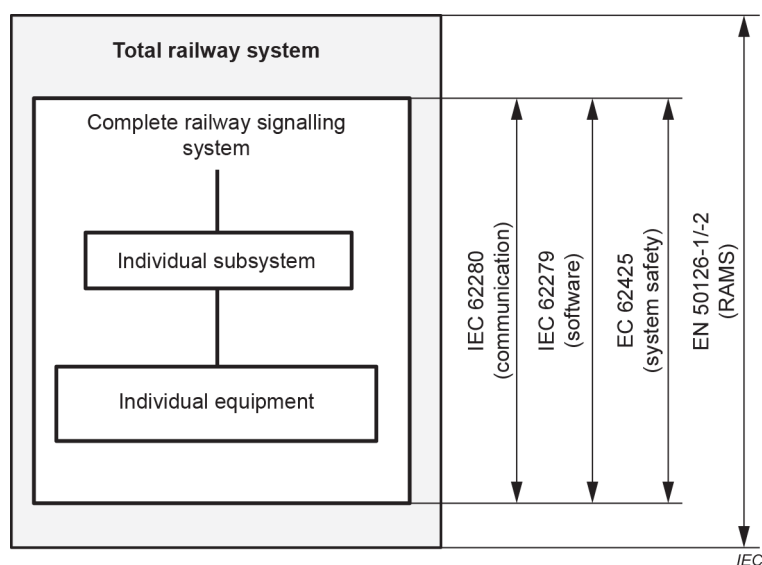 Total railway system
Complete railway signalling
system
Individual subsystem
Individual equipment
IEC 62280
(communication)
IEC 62279
(software)
EC 62425
(system safety)
EN 50126-1/-2
(RAMS)
IEC